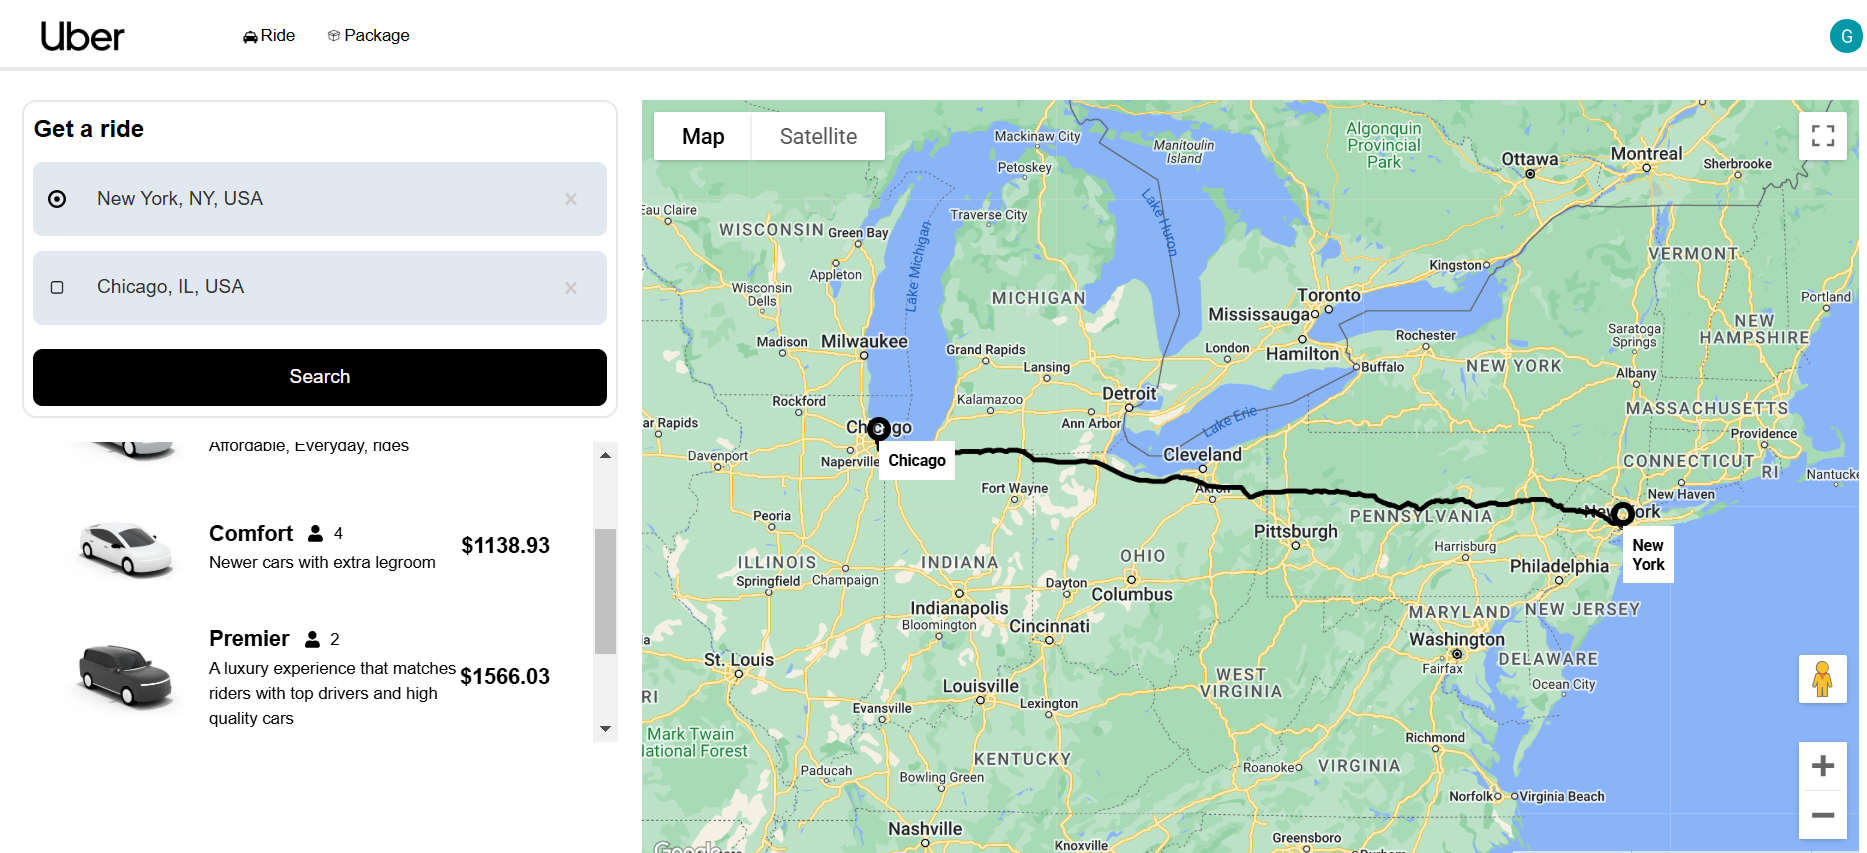 Uber
Ride
Package
G
Get a ride
New York, NY, USA
×
Chicago, IL, USA
×
Search
Affordable, Everyday, rides
Comfort 4
Newer cars with extra legroom
$1138.93
Premier 2
A luxury experience that matches
riders with top drivers and high
quality cars
$1566.03
Map
Satellite
Mackinaw City
Manitoulin
Island
Algonquin
Provincial
Park
Ottawa
Montreal
Sherbrooke
Petoskey
Eau Claire
Traverse City
Lake Huron
WISCONSIN
Green Bay
Lake Michigan
VERMONT
Appleton
Kingston
Wisconsin
Dells
MICHIGAN
Toronto
Portland
Mississauga
NEW
HAMPSHIRE
Saratoga
Springs
Rochester
Madison
Milwaukee
Grand Rapids
London
Hamilton
Lansing
Buffalo
NEW YORK
Albany
Detroit
Rockford
Kalamazoo
MASSACHUSETTS
Ann Arbor
Lake Erie
ar Rapids
Chicago
Providence
Davenport
Naperville
Chicago
Cleveland
CONNECTICUT
RI
Nantucke
Fort Wayne
Akron
New Haven
Peoria
PENNSYLVANIA
New York
Pittsburgh
New
York
Harrisburg
ILLINOIS
INDIANA
OHIO
Philadelphia
Springfield
Champaign
Dayton
Columbus
Indianapolis
MARYLAND
NEW JERSEY
Bloomington
Cincinnati
Washington
St. Louis
Fairfax
DELAWARE
WEST
VIRGINIA
Ocean City
Louisville
Lexington
Evansville
RI
Mark Twain
National Forest
Richmond
KENTUCKY
Roanoke
VIRGINIA
Paducah
Bowling Green
Norfolk
Virginia Beach
Nashville
Greensboro
Knoxville
Google
Durham